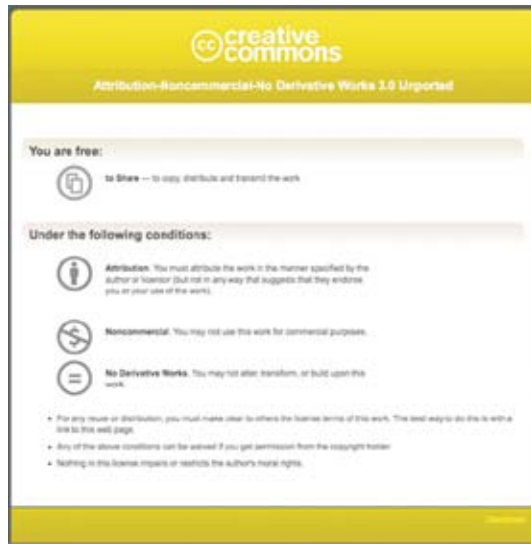 cc creative
commons
Attribution-Noncommercial-No Derivative Works 3.0 Unported
You are free:
to Share — to copy, distribute and transmit the work
Under the following conditions:
Attribution. You must attribute the work in the manner specified by the
author or licensor (but not in any way that suggests that they endorse
you or your use of the work).
Noncommercial. You may not use this work for commercial purposes.
No Derivative Works. You may not alter, transform, or build upon this
work.
• For any reuse or distribution, you must make clear to others the license terms of this work. The best way to do this is with a
link to this web page.
• Any of the above conditions can be waived if you get permission from the copyright holder.
• Nothing in this license impairs or restricts the author's moral rights.